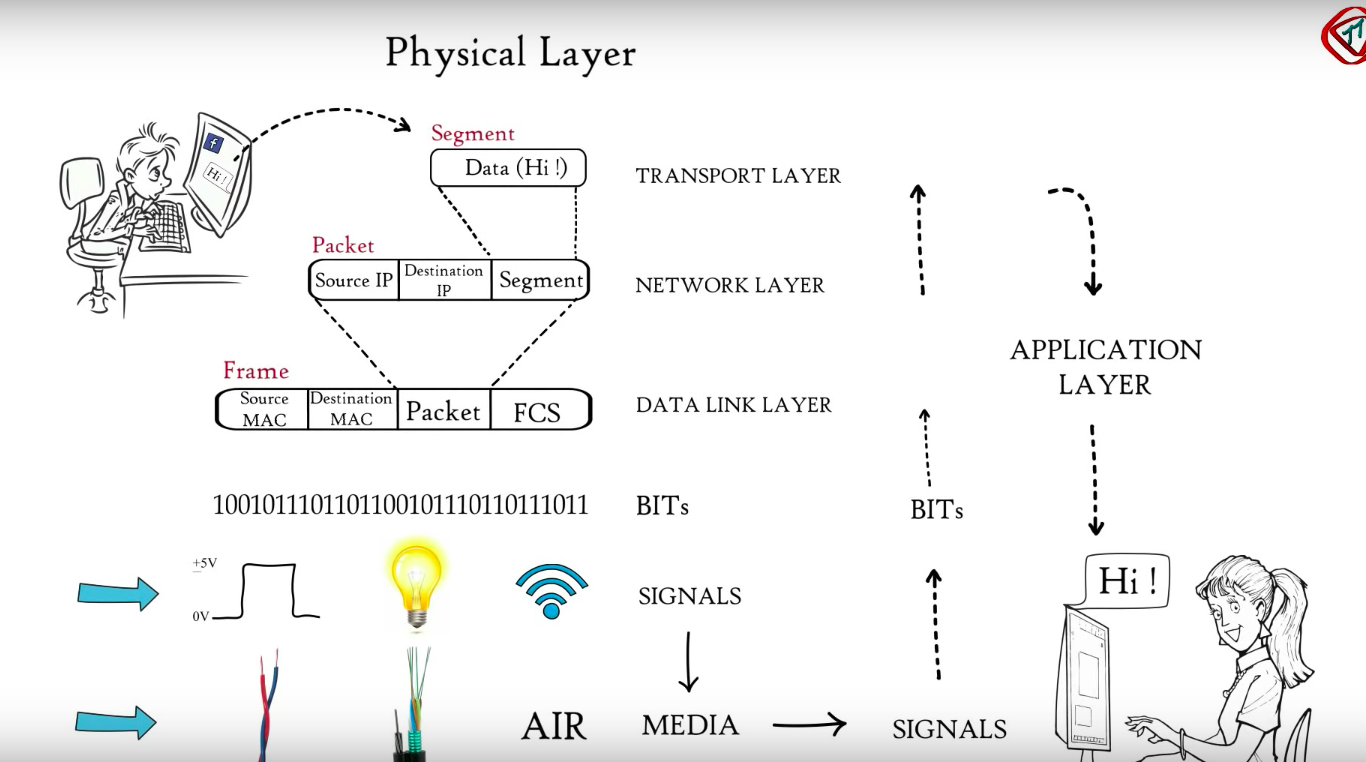 Physical Layer
f
Hi !
Segment
Data (Hi !)
TRANSPORT LAYER
Packet
Source IP
Destination
IP
Segment
NETWORK LAYER
APPLICATION
LAYER
Frame
Source
MAC
Destination
MAC
Packet
FCS
DATA LINK LAYER
1001011101101100101110110111011
BITs
BITs
+5V
0V
SIGNALS
Hi !
AIR
MEDIA
SIGNALS